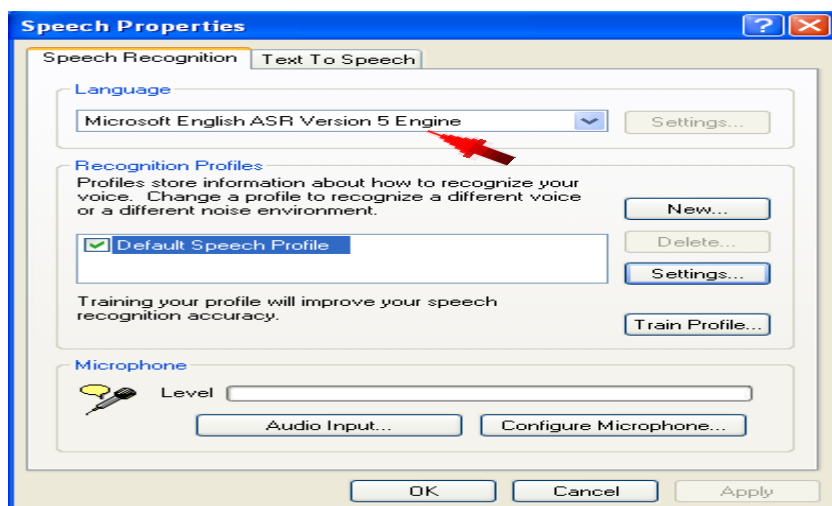 Speech Properties
Speech Recognition
Text To Speech
Language
Microsoft English ASR Version 5 Engine
Settings...
Recognition Profiles
Profiles store information about how to recognize your
voice. Change a profile to recognize a different voice
or a different noise environment.
New...
Default Speech Profile
Delete...
Settings...
Training your profile will improve your speech
recognition accuracy.
Train Profile...
Microphone
Level
Audio Input...
Configure Microphone...
OK
Cancel
Apply